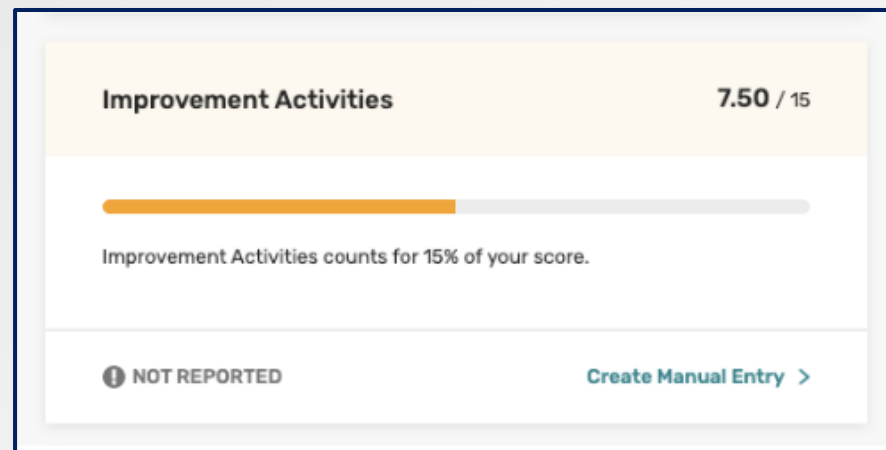 Improvement Activities 7.50 / 15
Improvement Activities counts for 15% of your score.
NOT REPORTED Create Manual Entry >